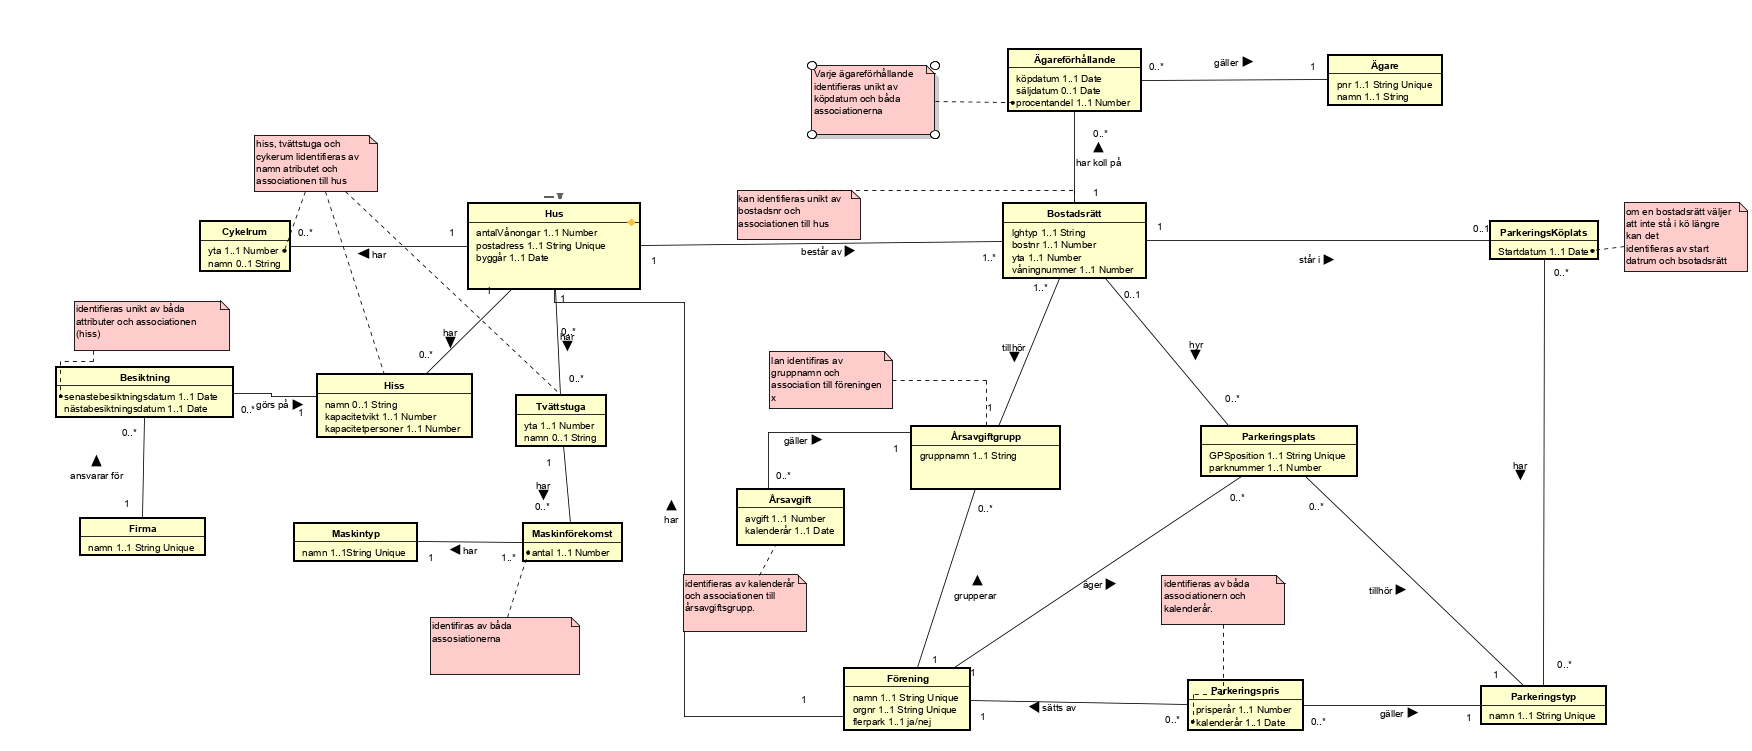 Ägareförhållande
köpdatum 1..1 Date
säljdatum 0..1 Date
procentandel 1..1 Number
0..*
gäller
1
Ägare
pnr 1..1 String Unique
namn 1..1 String
Varje ägareförhållande
identifieras unikt av
köpdatum och båda
associationerna
0..*
har koll på
1
hiss, tvättstuga och
cykerum lidentifieras av
namn atributet och
associationen till hus
kan identifieras unikt av
bostadsnr och
associationen till hus
Cykelrum
yta 1..1 Number
namn 0..1 String
0..*
har
1
Hus
antalVånongar 1..1 Number
postadress 1..1 String Unique
byggår 1..1 Date
1
består av
1..*
Bostadsrätt
lghtyp 1..1 String
bostnr 1..1 Number
yta 1..1 Number
våningnummer 1..1 Number
1
står i
0..1
ParkeringsKöplats
Startdatum 1..1 Date
om en bostadsrätt väljer
att inte stå i kö längre
kan det
identifieras av start
datrum och bsotadsrätt
0..*
identifieras unikt av båda
attributer och associationen
(hiss)
1
har
0..*
1
0..*
har
0..*
1..*
tillhör
1
0..1
hyr
0..*
Besiktning
senastebesiktningsdatum 1..1 Date
nästabesiktningsdatum 1..1 Date
0..*
görs på
1
Hiss
namn 0..1 String
kapacitetvikt 1..1 Number
kapacitetpersoner 1..1 Number
Tvättstuga
yta 1..1 Number
namn 0..1 String
lan identifiras av
gruppnamn och
association till föreningen
x
0..*
ansvarar för
1
Firma
namn 1..1 String Unique
1
har
0..*
gäller
1
0..*
Årsavgiftgrupp
gruppnamn 1..1 String
Parkeringsplats
GPSposition 1..1 String Unique
parknummer 1..1 Number
har
Årsavgift
avgift 1..1 Number
kalenderår 1..1 Date
Maskintyp
namn 1..1String Unique
1
har
1..*
Maskinförekomst
antal 1..1 Number
har
0..*
0..*
0..*
identifieras av kalenderår
och associationen till
årsavgiftsgrupp.
grupperar
äger
identifieras av båda
associationern och
kalenderår.
tillhör
identifiras av båda
assosiationerna
1
1
1
0..*
1
Förening
namn 1..1 String Unique
orgnr 1..1 String Unique
flerpark 1..1 ja/nej
1
sätts av
0..*
Parkeringspris
prisperår 1..1 Number
kalenderår 1..1 Date
0..*
gäller
1
Parkeringstyp
namn 1..1 String Unique